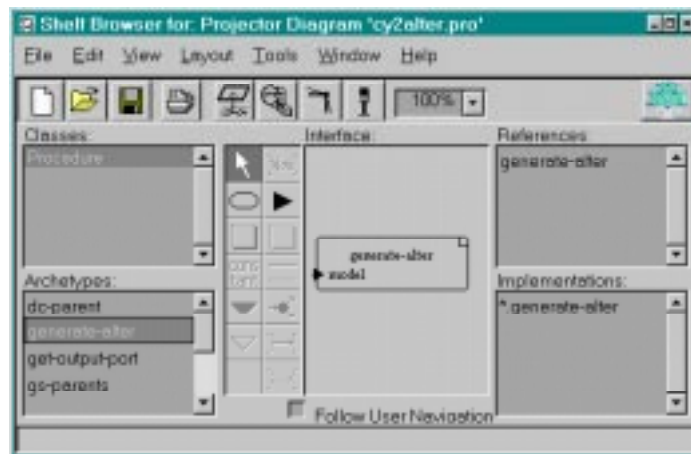 Shell Browser for: Projector Diagram 'cy2alter.pro'
File Edit View Layout Tools Window Help
100%
Classes:
Procedure
Interface:
References:
generate-alter
generate-alter
model
cons
tant
Archetypes:
dc-parent
generate-alter
get-output-port
gs-parents
Implementations:
*.generate-alter
Follow User Navigation